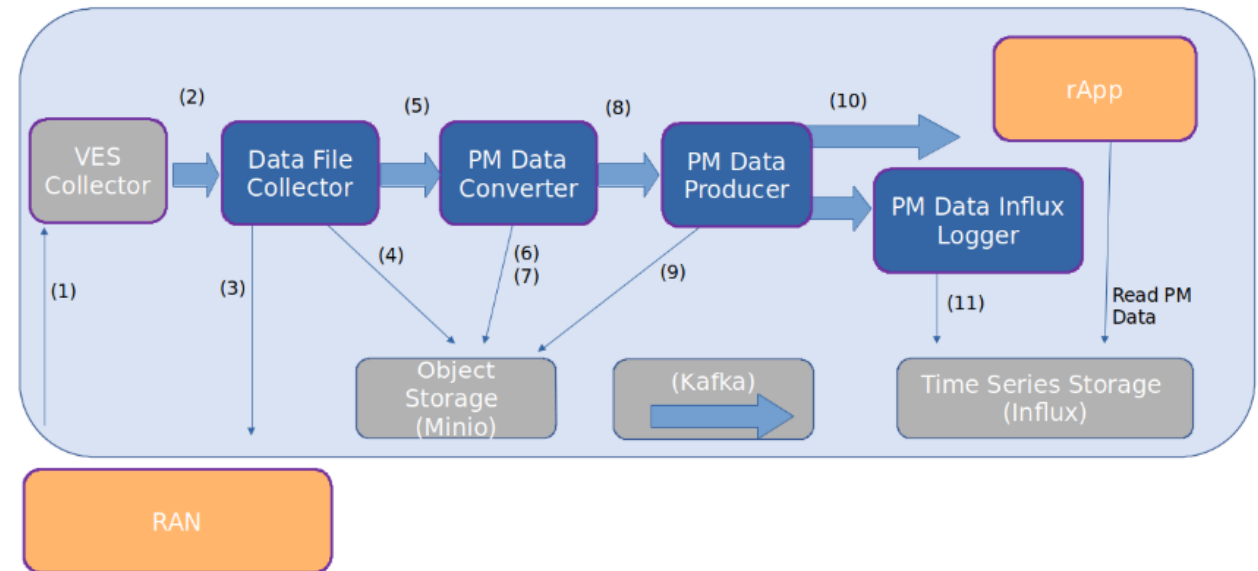 (2)
(5)
(8)
(10)
rApp
VES
Collector
Data File
Collector
PM Data
Converter
PM Data
Producer
PM Data Influx
Logger
(1)
(3)
(4)
(6)
(7)
(9)
(11)
Read PM
Data
Object
Storage
(Minio)
(Kafka)
Time Series Storage
(Influx)
RAN